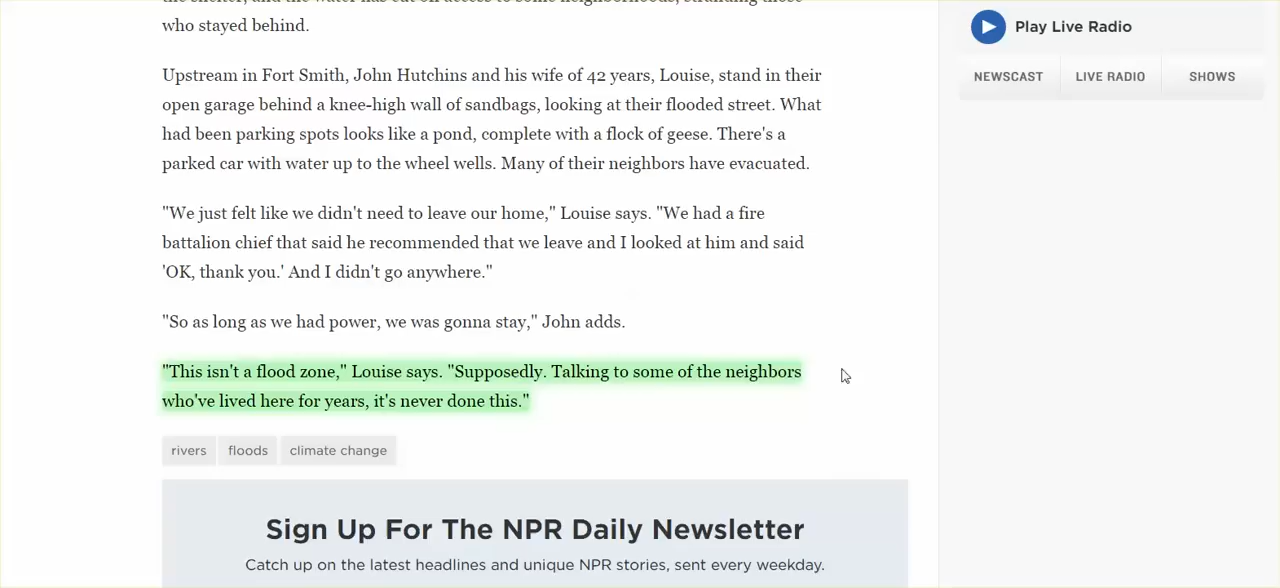 who stayed behind.
Play Live Radio
NEWSCAST LIVE RADIO SHOWS
Upstream in Fort Smith, John Hutchins and his wife of 42 years, Louise, stand in their
open garage behind a knee-high wall of sandbags, looking at their flooded street. What
had been parking spots looks like a pond, complete with a flock of geese. There's a
parked car with water up to the wheel wells. Many of their neighbors have evacuated.
"We just felt like we didn't need to leave our home," Louise says. "We had a fire
battalion chief that said he recommended that we leave and I looked at him and said
'OK, thank you.' And I didn't go anywhere."
"So as long as we had power, we was gonna stay," John adds.
"This isn't a flood zone," Louise says. "Supposedly. Talking to some of the neighbors
who've lived here for years, it's never done this."
rivers floods climate change
Sign Up For The NPR Daily Newsletter
Catch up on the latest headlines and unique NPR stories, sent every weekday.